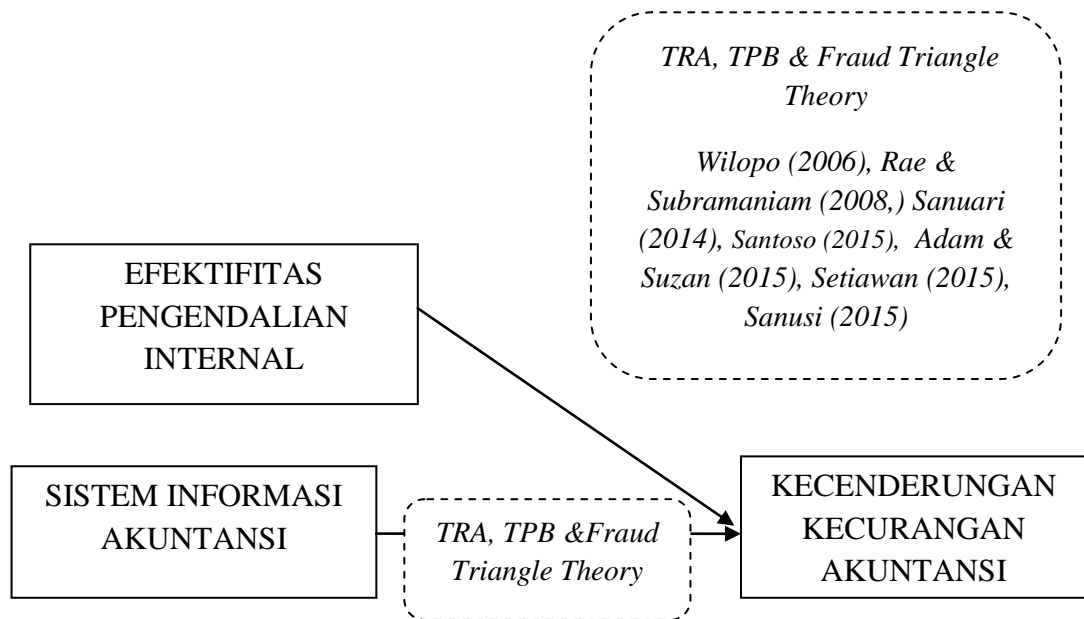 TRA, TPB & Fraud Triangle
Theory
Wilopo (2006), Rae &
Subramaniam (2008,) Sanuari
(2014), Santoso (2015), Adam &
Suzan (2015), Setiawan (2015),
Sanusi (2015)
EFEKTIFITAS
PENGENDALIAN
INTERNAL
SISTEM INFORMASI
AKUNTANSI
TRA, TPB &Fraud
Triangle Theory
KECENDERUNGAN
KECURANGAN
AKUNTANSI